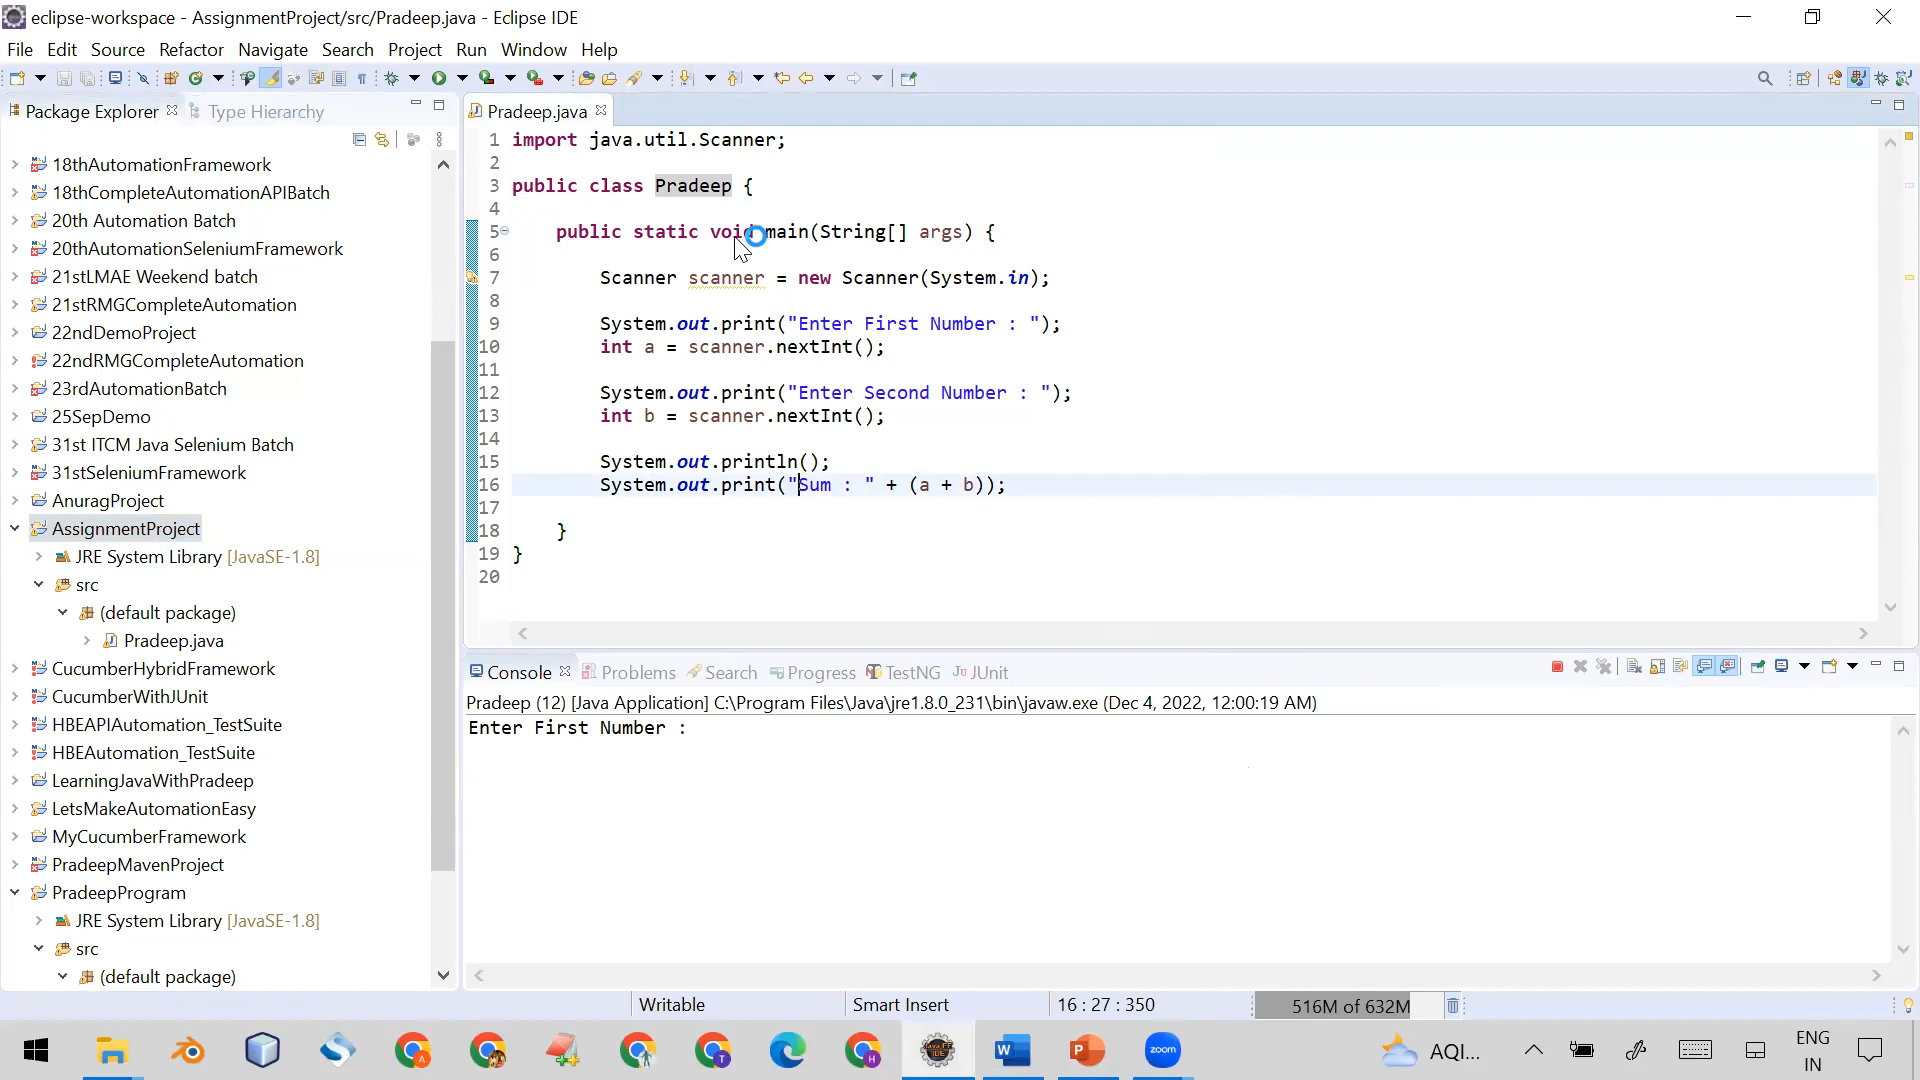 eclipse-workspace - AssignmentProject/src/Pradeep.java - Eclipse IDE
File Edit Source Refactor Navigate Search Project Run Window Help
Package Explorer Type Hierarchy
18thAutomationFramework
18thCompleteAutomationAPIBatch
20th Automation Batch
20thAutomationSeleniumFramework
21stLMAE Weekend batch
21stRMGCompleteAutomation
22ndDemoProject
22ndRMGCompleteAutomation
23rdAutomationBatch
25SepDemo
31st ITCM Java Selenium Batch
31stSeleniumFramework
AnuragProject
AssignmentProject
JRE System Library [JavaSE-1.8]
src
(default package)
Pradeep.java
CucumberHybridFramework
CucumberWithJUnit
HBEAPIAutomation_TestSuite
HBEAutomation_TestSuite
LearningJavaWithPradeep
LetsMakeAutomationEasy
MyCucumberFramework
PradeepMavenProject
PradeepProgram
JRE System Library [JavaSE-1.8]
src
(default package)
Pradeep.java
1 import java.util.Scanner;
2
3 public class Pradeep {
4
5 public static void main(String[] args) {
6
7 Scanner scanner = new Scanner(System.in);
8
9 System.out.print("Enter First Number : ");
10 int a = scanner.nextInt();
11
12 System.out.print("Enter Second Number : ");
13 int b = scanner.nextInt();
14
15 System.out.println();
16 System.out.print("Sum : " + (a + b));
17
18 }
19 }
20
Console Problems Search Progress TestNG JUnit
Pradeep (12) [Java Application] C:\Program Files\Java\jre1.8.0_231\bin\javaw.exe (Dec 4, 2022, 12:00:19 AM)
Enter First Number :
Writable Smart Insert 16 : 27 : 350 516M of 632M
zoom AQI... ENG
IN